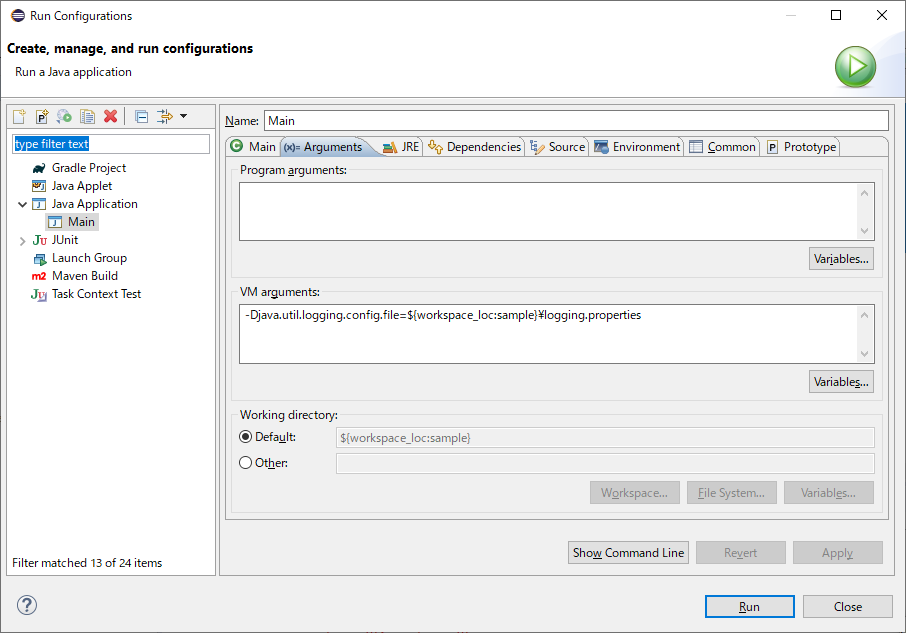 Run Configurations
Create, manage, and run configurations
Run a Java application
type filter text
Gradle Project
Java Applet
Java Application
Main
JUnit
Launch Group
Maven Build
Task Context Test
Filter matched 13 of 24 items
Name: Main
Main (x)= Arguments JRE Dependencies Source Environment Common Prototype
Program arguments:
Variables...
VM arguments:
-Djava.util.logging.config.file=${workspace_loc:sample}¥logging.properties
Variables...
Working directory:
Default: ${workspace_loc:sample}
Other:
Workspace... File System... Variables...
Show Command Line Revert Apply
Run Close